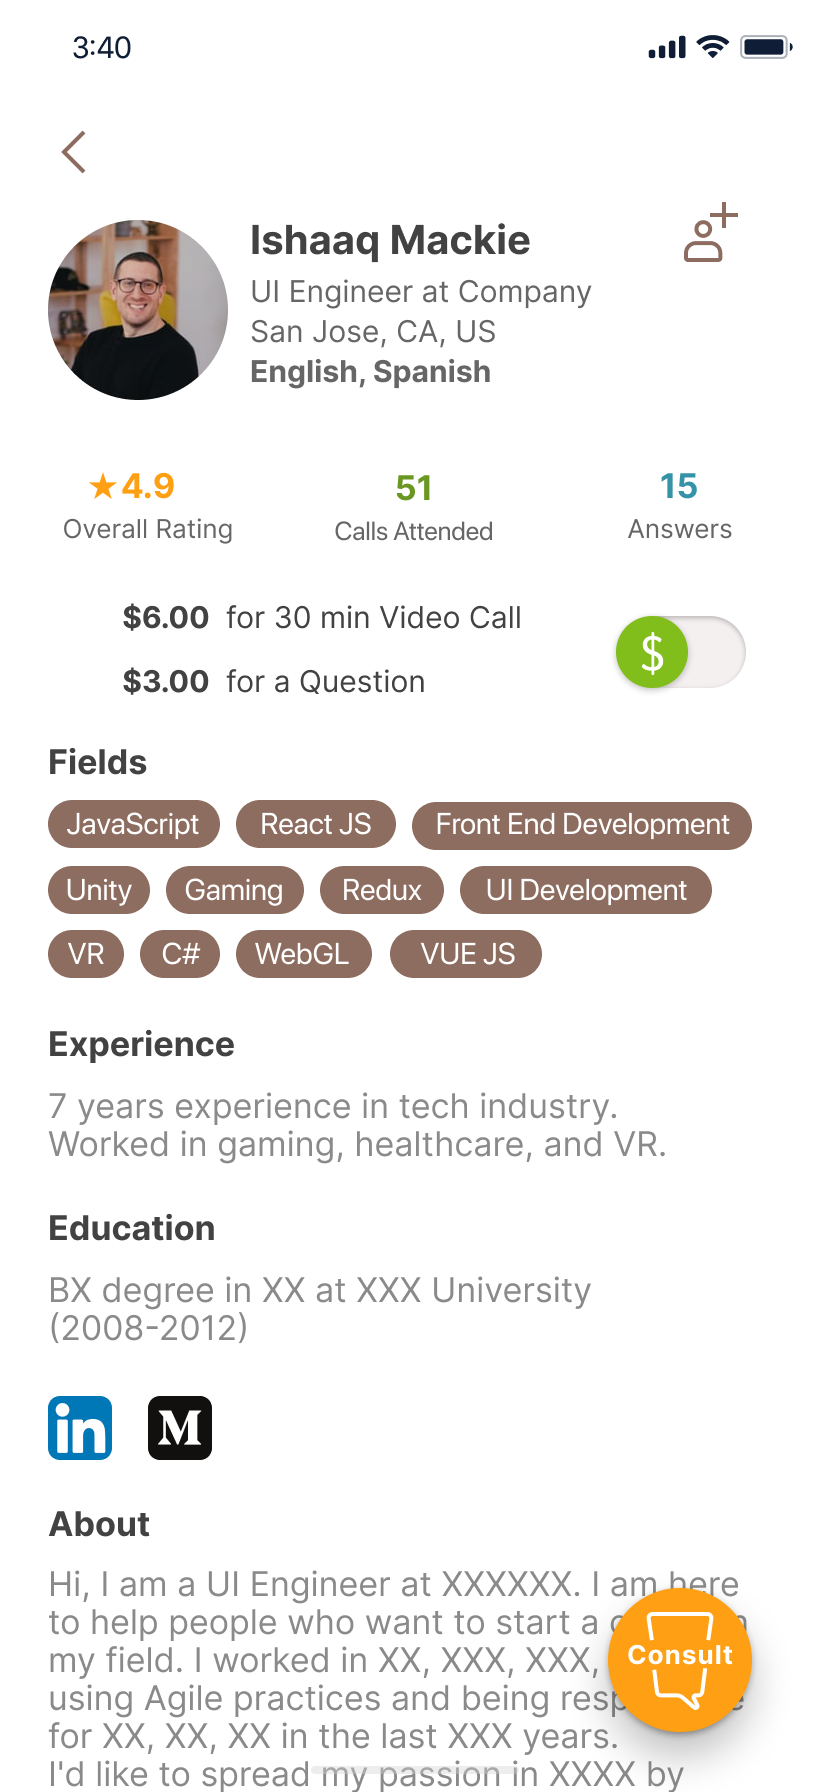 3:40
Ishaaq Mackie
UI Engineer at Company
San Jose, CA, US
English, Spanish
★4.9
51
15
Overall Rating
Calls Attended
Answers
$6.00 for 30 min Video Call
$
$3.00 for a Question
Fields
JavaScript
React JS
Front End Development
Unity
Gaming
Redux
UI Development
VR
C#
WebGL
VUE JS
Experience
7 years experience in tech industry.
Worked in gaming, healthcare, and VR.
Education
BX degree in XX at XXX University
(2008-2012)
in
M
About
Hi, I am a UI Engineer at XXXXXX. I am here
to help people who want to start a
my field. I worked in XX, XXX, XXX,
Consult
using Agile practices and being
for XX, XX, XX in the last XXX years.
I'd like to spread my passion in XXXX by